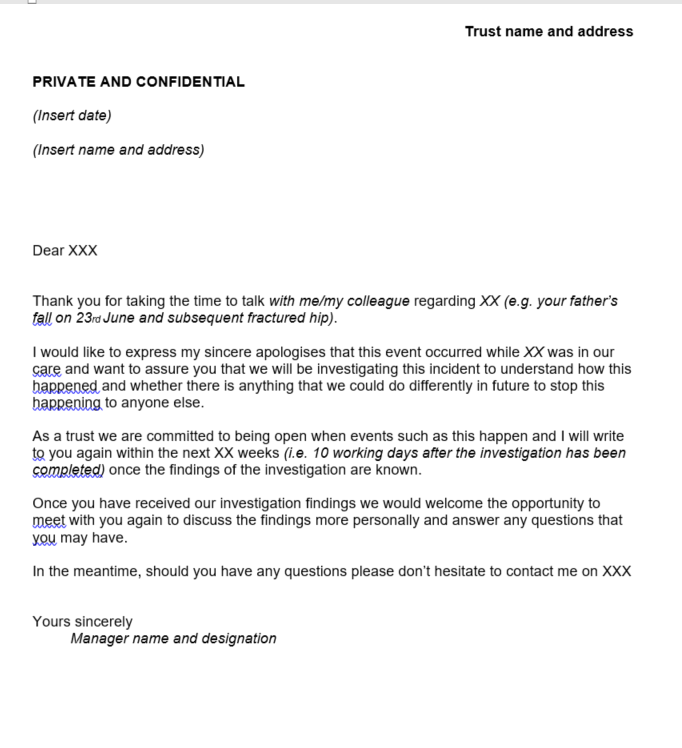 Trust name and address
PRIVATE AND CONFIDENTIAL
(Insert date)
(Insert name and address)
Dear XXX
Thank you for taking the time to talk with me/my colleague regarding XX (e.g. your father's
fall on 23rd June and subsequent fractured hip).
I would like to express my sincere apologises that this event occurred while XX was in our
care and want to assure you that we will be investigating this incident to understand how this
happened and whether there is anything that we could do differently in future to stop this
happening to anyone else.
As a trust we are committed to being open when events such as this happen and I will write
to you again within the next XX weeks (i.e. 10 working days after the investigation has been
completed) once the findings of the investigation are known.
Once you have received our investigation findings we would welcome the opportunity to
meet with you again to discuss the findings more personally and answer any questions that
you may have.
In the meantime, should you have any questions please don't hesitate to contact me on XXX
Yours sincerely
Manager name and designation